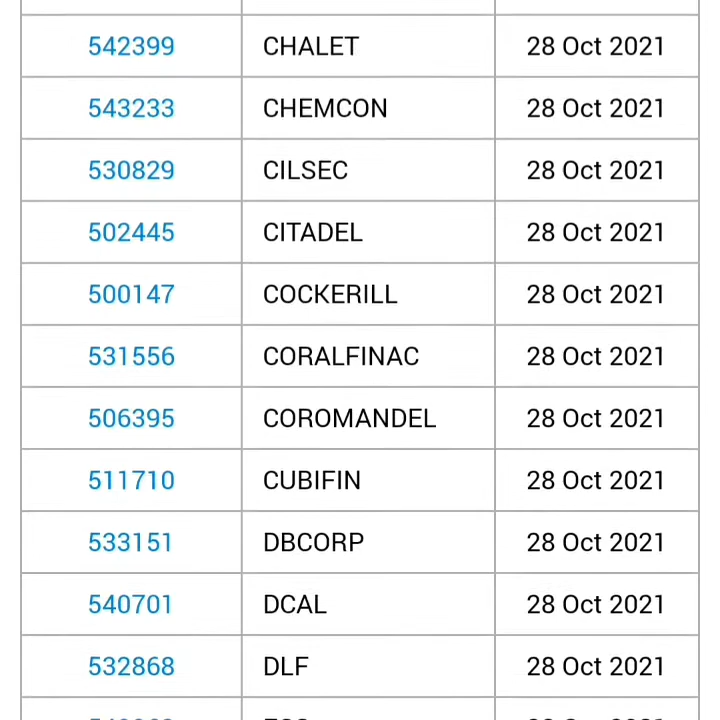 542399 CHALET 28 Oct 2021
543233 CHEMCON 28 Oct 2021
530829 CILSEC 28 Oct 2021
502445 CITADEL 28 Oct 2021
500147 COCKERILL 28 Oct 2021
531556 CORALFINAC 28 Oct 2021
506395 COROMANDEL 28 Oct 2021
511710 CUBIFIN 28 Oct 2021
533151 DBCORP 28 Oct 2021
540701 DCAL 28 Oct 2021
532868 DLF 28 Oct 2021